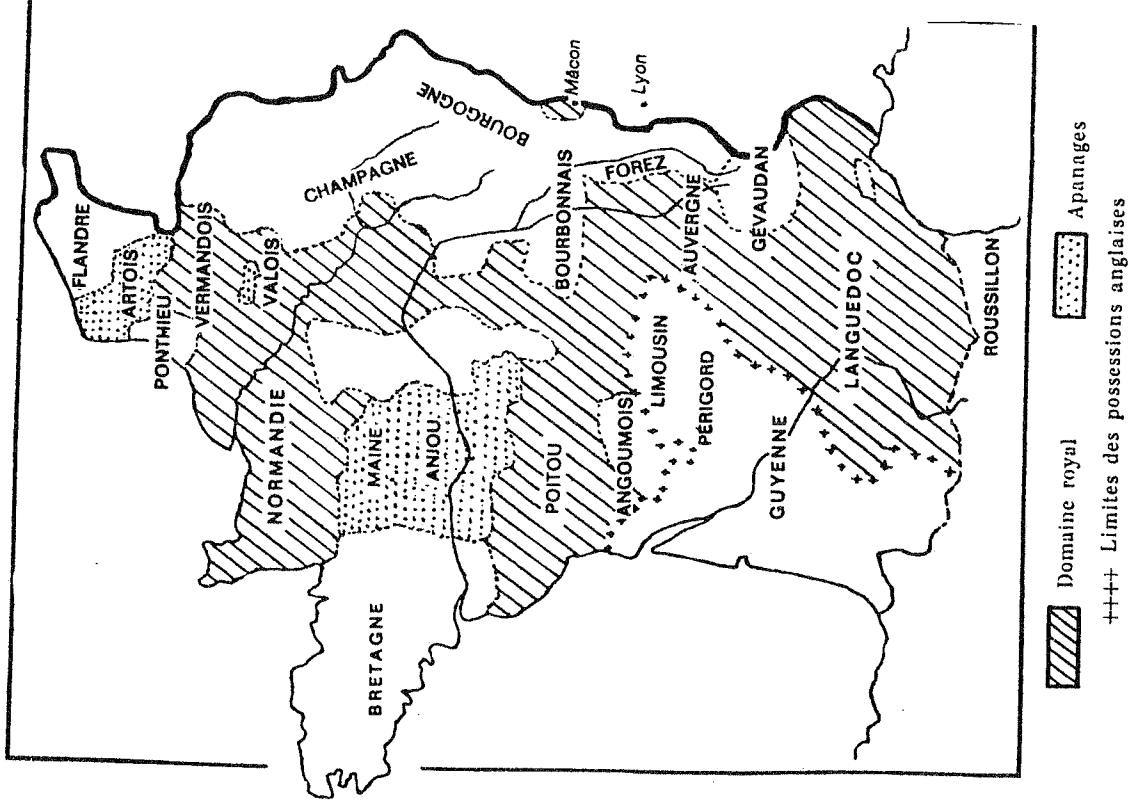 FLANDRE
ARTOIS
PONTHIEU
VERMANDOIS
VALOIS
NORMANDIE
CHAMPAGNE
BRETAGNE
MAINE
ANJOU
BOURGOGNE
POITOU
BOURBONNAIS
Mâcon
Lyon
FOREZ
ANGOUMOIS
LIMOUSIN
AUVERGNE
PÉRIGORD
GÉVAUDAN
GUYENNE
LANGUEDOC
ROUSSILLON
Domaine royal
Apanages
++++ Limites des possessions anglaises